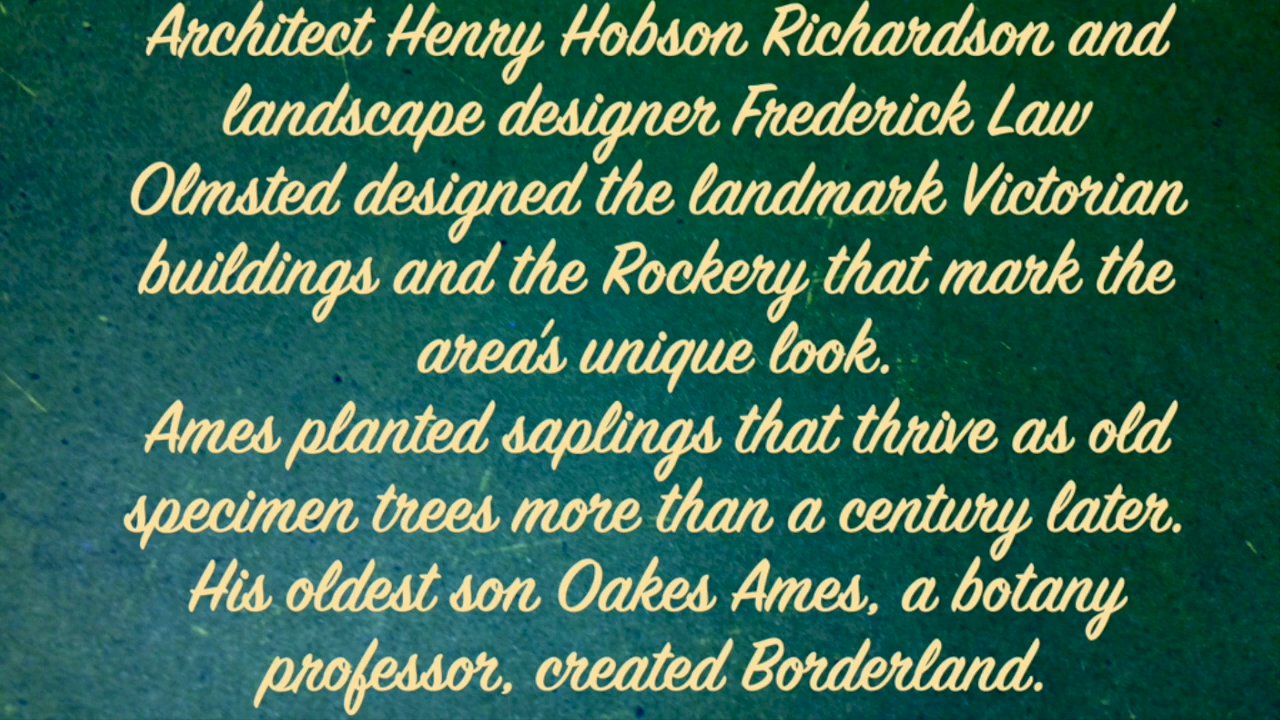 Architect Henry Hobson Richardson and
landscape designer Frederick Law
Olmsted designed the landmark Victorian
buildings and the Rockery that mark the
area's unique look.
Ames planted saplings that thrive as old
specimen trees more than a century later.
His oldest son Oakes Ames, a botany
professor, created Borderland.